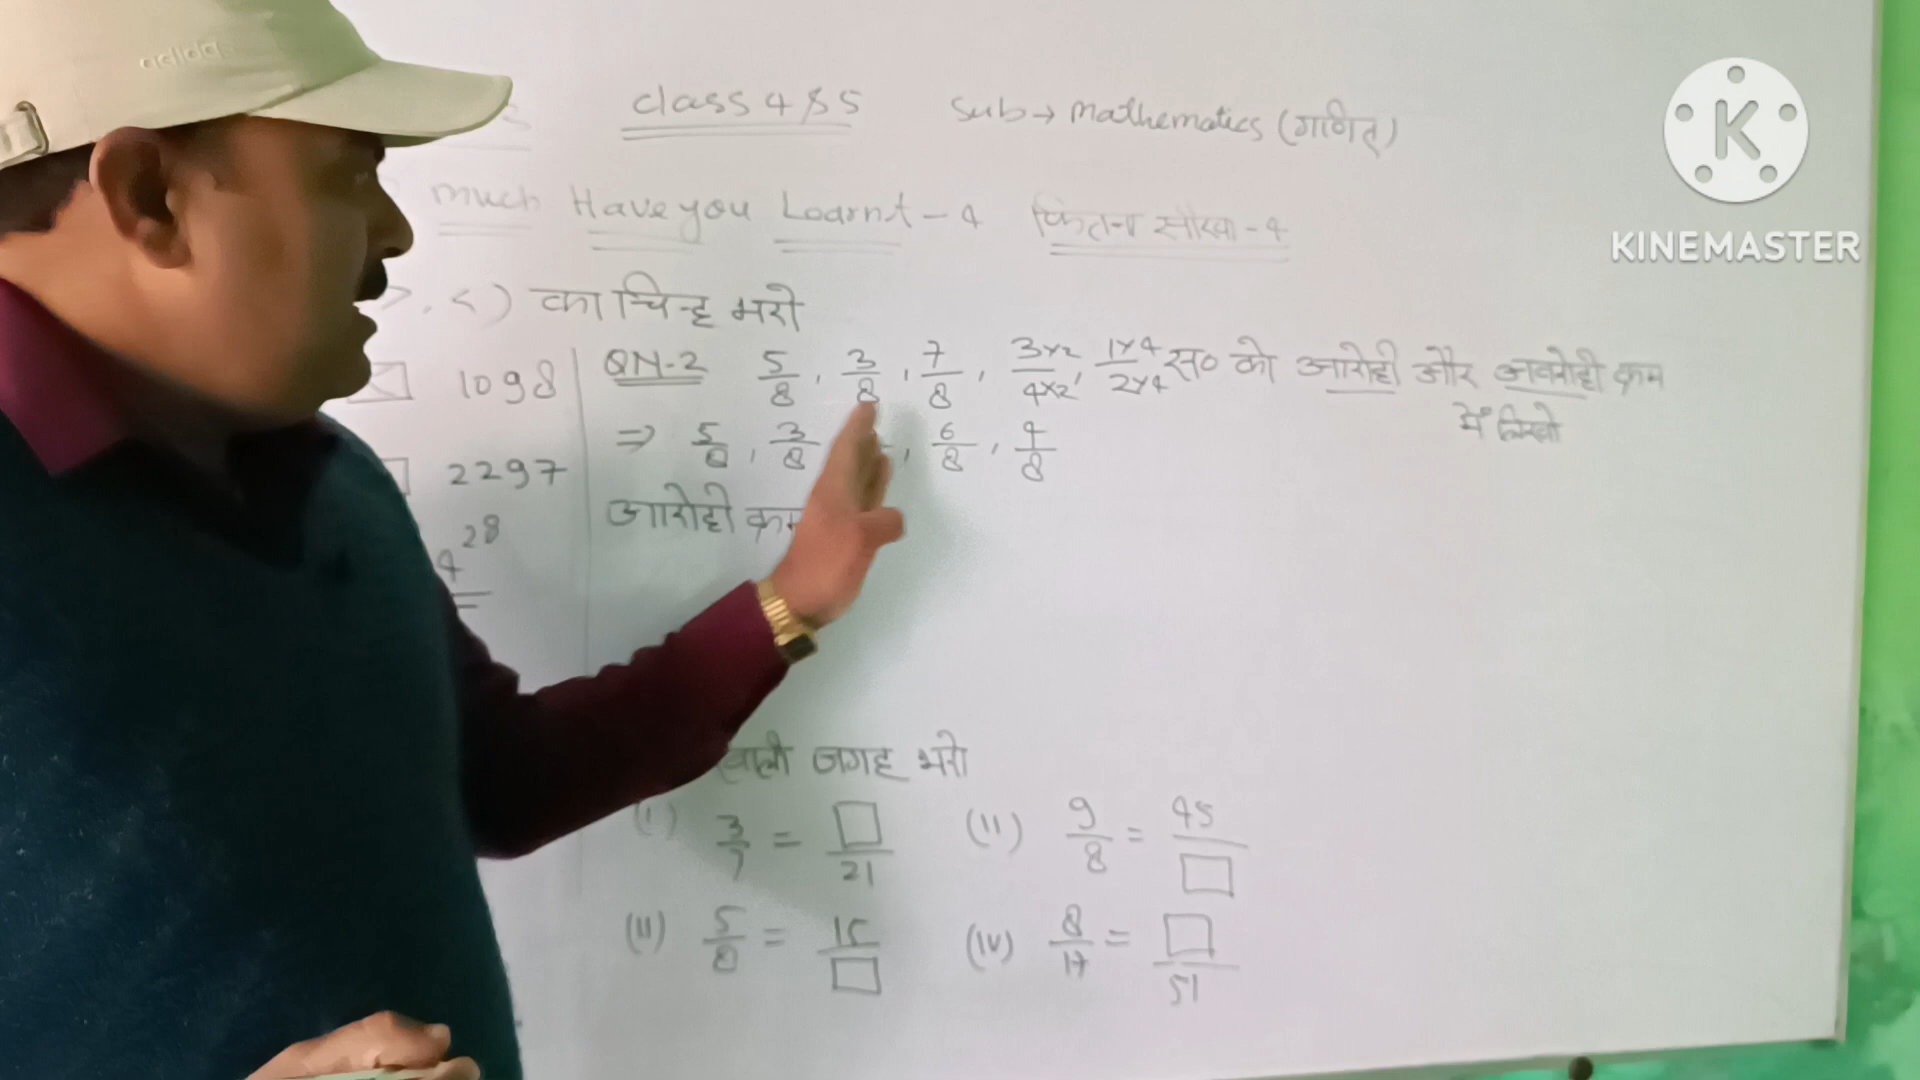 adidas
class 4 & 5 Sub → Mathematics (गणित)
much Have you Learnt - 4 कितना सीखा - 4
>, <) का चिन्ह भरो
< 1098
2297
4 28
QN-2 5/8, 3/8, 7/8, 3×2/4×2, 1×4/2×4 स० को आरोही और अवरोही क्रम
में लिखो
⇒ 5/8, 3/8, , 6/8, 4/8
आरोही क्रम
खाली जगह भरो
(i) 3/7 = □/21 (ii) 9/8 = 45/□
(ii) 5/8 = 15/□ (iv) 8/17 = □/51
K
KINEMASTER